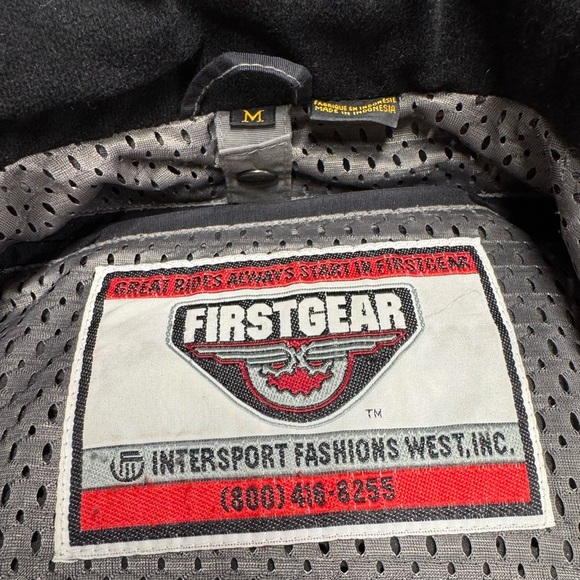 M
FABRIQUÉ EN INDONÉSIE
MADE IN INDONESIA
GREAT RIDES ALWAYS START IN FIRSTGEAR
FIRSTGEAR
TM
INTERSPORT FASHIONS WEST, INC.
(800) 416-8255